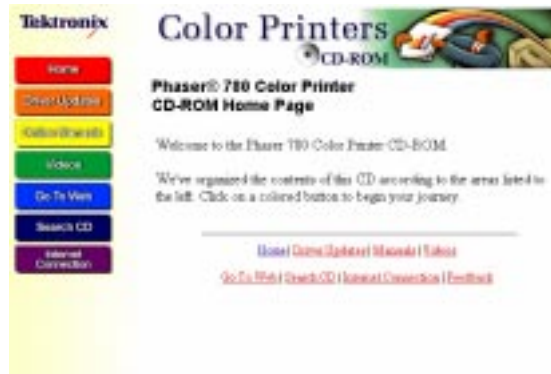 Tektronix
Color Printers
CD-ROM
Home
Driver Updates
Videos
Go To Web
Search CD
Internet
Connection
Phaser® 780 Color Printer
CD-ROM Home Page
Welcome to the Phaser 780 Color Printer CD-ROM.
We've organized the contents of this CD according to the areas listed to
the left. Click on a colored button to begin your journey.
Home | Driver Updates | Manuals | Videos
Go To Web | Search CD | Internet Connection | Feedback